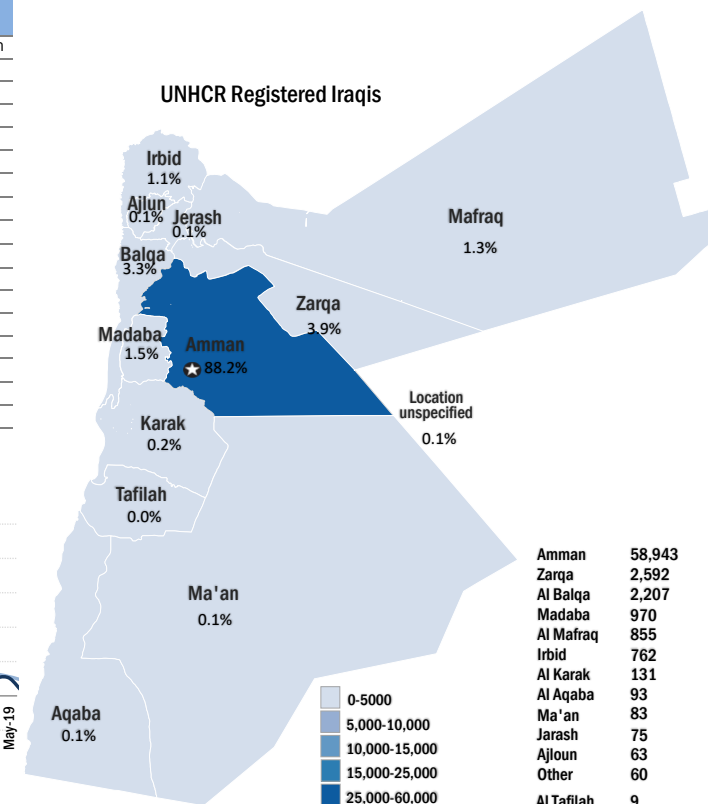 n
UNHCR Registered Iraqis
Irbid
1.1%
Ajlun
0.1%
Jerash
0.1%
Mafraq
1.3%
Balqa
3.3%
Zarqa
3.9%
Madaba
1.5%
Amman
88.2%
Location
unspecified
0.1%
Karak
0.2%
Tafilah
0.0%
Ma'an
0.1%
Aqaba
0.1%
May-19
0-5000
5,000-10,000
10,000-15,000
15,000-25,000
25,000-60,000
Amman 58,943
Zarqa 2,592
Al Balqa 2,207
Madaba 970
Al Mafraq 855
Irbid 762
Al Karak 131
Al Aqaba 93
Ma'an 83
Jarash 75
Ajloun 63
Other 60
Al Tafilah 9